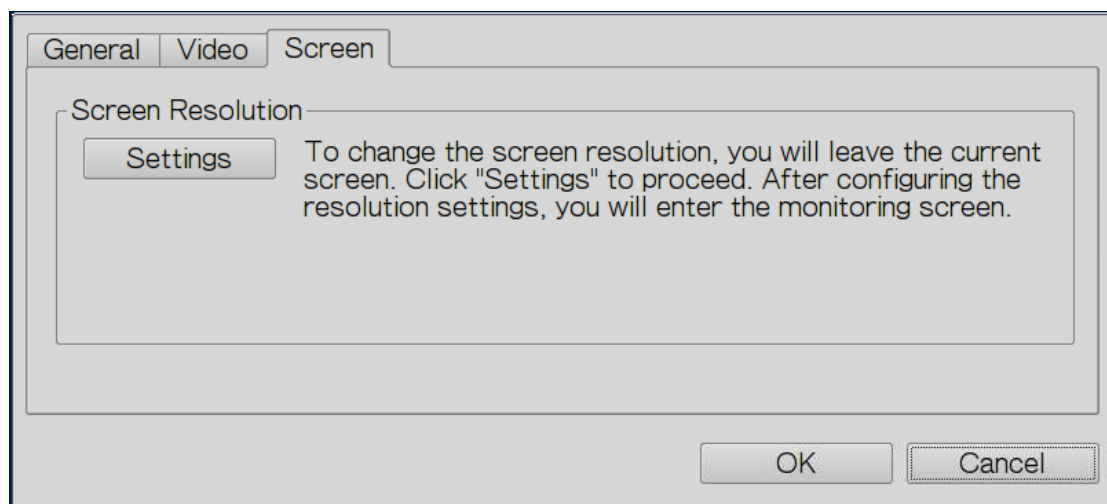 General Video Screen
Screen Resolution
Settings
To change the screen resolution, you will leave the current
screen. Click "Settings" to proceed. After configuring the
resolution settings, you will enter the monitoring screen.
OK Cancel